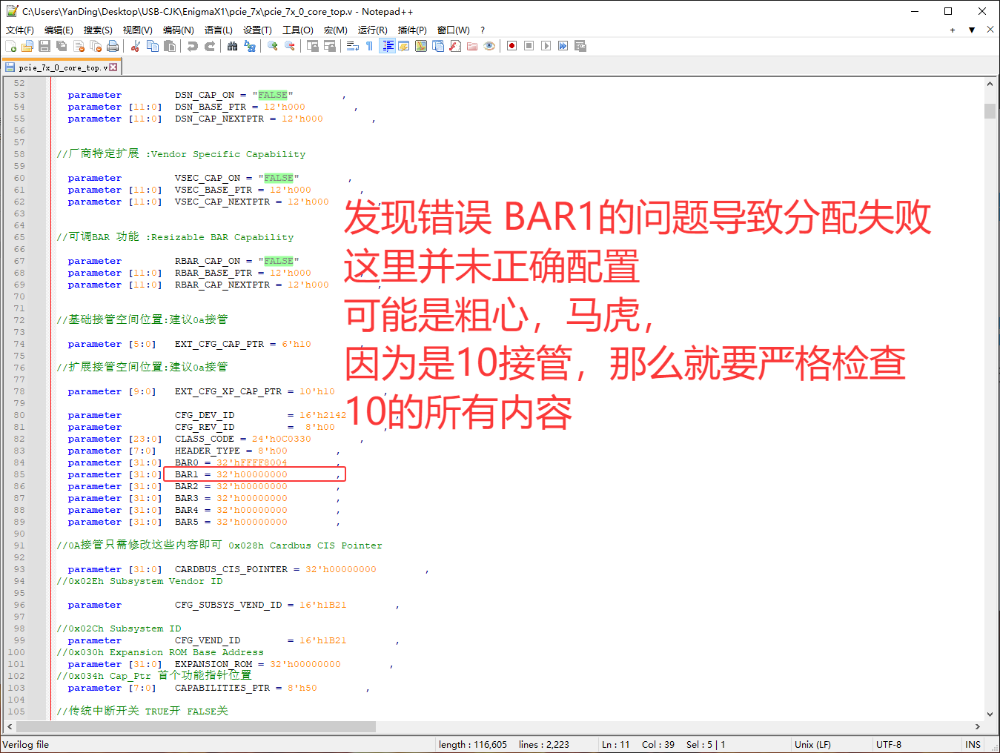 C:\Users\YanDing\Desktop\USB-CJK\EnigmaX1\pcie_7x\pcie_7x_0_core_top.v - Notepad++
文件(F) 编辑(E) 搜索(S) 视图(V) 编码(N) 语言(L) 设置(T) 工具(O) 宏(M) 运行(R) 插件(P) 窗口(W) ?
pcie_7x_0_core_top.v
52
53 parameter DSN_CAP_ON = "FALSE" ,
54 parameter [11:0] DSN_BASE_PTR = 12'h000 ,
55 parameter [11:0] DSN_CAP_NEXTPTR = 12'h000 ,
56
57
58 //厂商特定扩展 :Vendor Specific Capability
59
60 parameter VSEC_CAP_ON = "FALSE" ,
61 parameter [11:0] VSEC_BASE_PTR = 12'h000 ,
62 parameter [11:0] VSEC_CAP_NEXTPTR = 12'h000 ,
63
64
65 //可调BAR 功能 :Resizable BAR Capability
66
67 parameter RBAR_CAP_ON = "FALSE"
68 parameter [11:0] RBAR_BASE_PTR = 12'h000
69 parameter [11:0] RBAR_CAP_NEXTPTR = 12'h000 ,
70
71
72 //基础接管空间位置:建议0a接管
73
74 parameter [5:0] EXT_CFG_CAP_PTR = 6'h10
75
76 //扩展接管空间位置:建议0a接管
77
78 parameter [9:0] EXT_CFG_XP_CAP_PTR = 10'h10 ,
79
80 parameter CFG_DEV_ID = 16'h2142 ,
81 parameter CFG_REV_ID = 8'h00 ,
82 parameter [23:0] CLASS_CODE = 24'h0C0330 ,
83 parameter [7:0] HEADER_TYPE = 8'h00 ,
84 parameter [31:0] BAR0 = 32'hFFFF8004 ,
85 parameter [31:0] BAR1 = 32'h00000000 ,
86 parameter [31:0] BAR2 = 32'h00000000 ,
87 parameter [31:0] BAR3 = 32'h00000000 ,
88 parameter [31:0] BAR4 = 32'h00000000 ,
89 parameter [31:0] BAR5 = 32'h00000000 ,
90
91 //0A接管只需修改这些内容即可 0x028h Cardbus CIS Pointer
92
93 parameter [31:0] CARDBUS_CIS_POINTER = 32'h00000000 ,
94 //0x02Eh Subsystem Vendor ID
95
96 parameter CFG_SUBSYS_VEND_ID = 16'h1B21 ,
97
98 //0x02Ch Subsystem ID
99 parameter CFG_VEND_ID = 16'h1B21 ,
100 //0x030h Expansion ROM Base Address
101 parameter [31:0] EXPANSION_ROM = 32'h00000000 ,
102 //0x034h Cap_Ptr 首个功能指针位置
103 parameter [7:0] CAPABILITIES_PTR = 8'h50 ,
104
105 //传统中断开关 TRUE开 FALSE关
发现错误 BAR1的问题导致分配失败
这里并未正确配置
可能是粗心，马虎，
因为是10接管，那么就要严格检查
10的所有内容
Verilog file length : 116,605 lines : 2,223 Ln : 11 Col : 39 Sel : 5 | 1 Unix (LF) UTF-8 INS